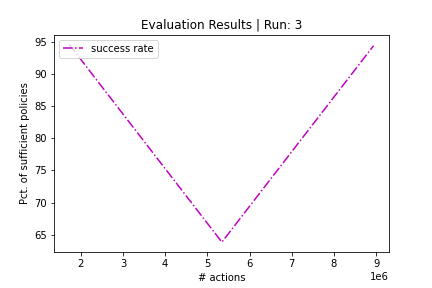 Evaluation Results | Run: 3
success rate
Pct. of sufficient policies
95
90
85
80
75
70
65
2 3 4 5 6 7 8 9
1e6
# actions